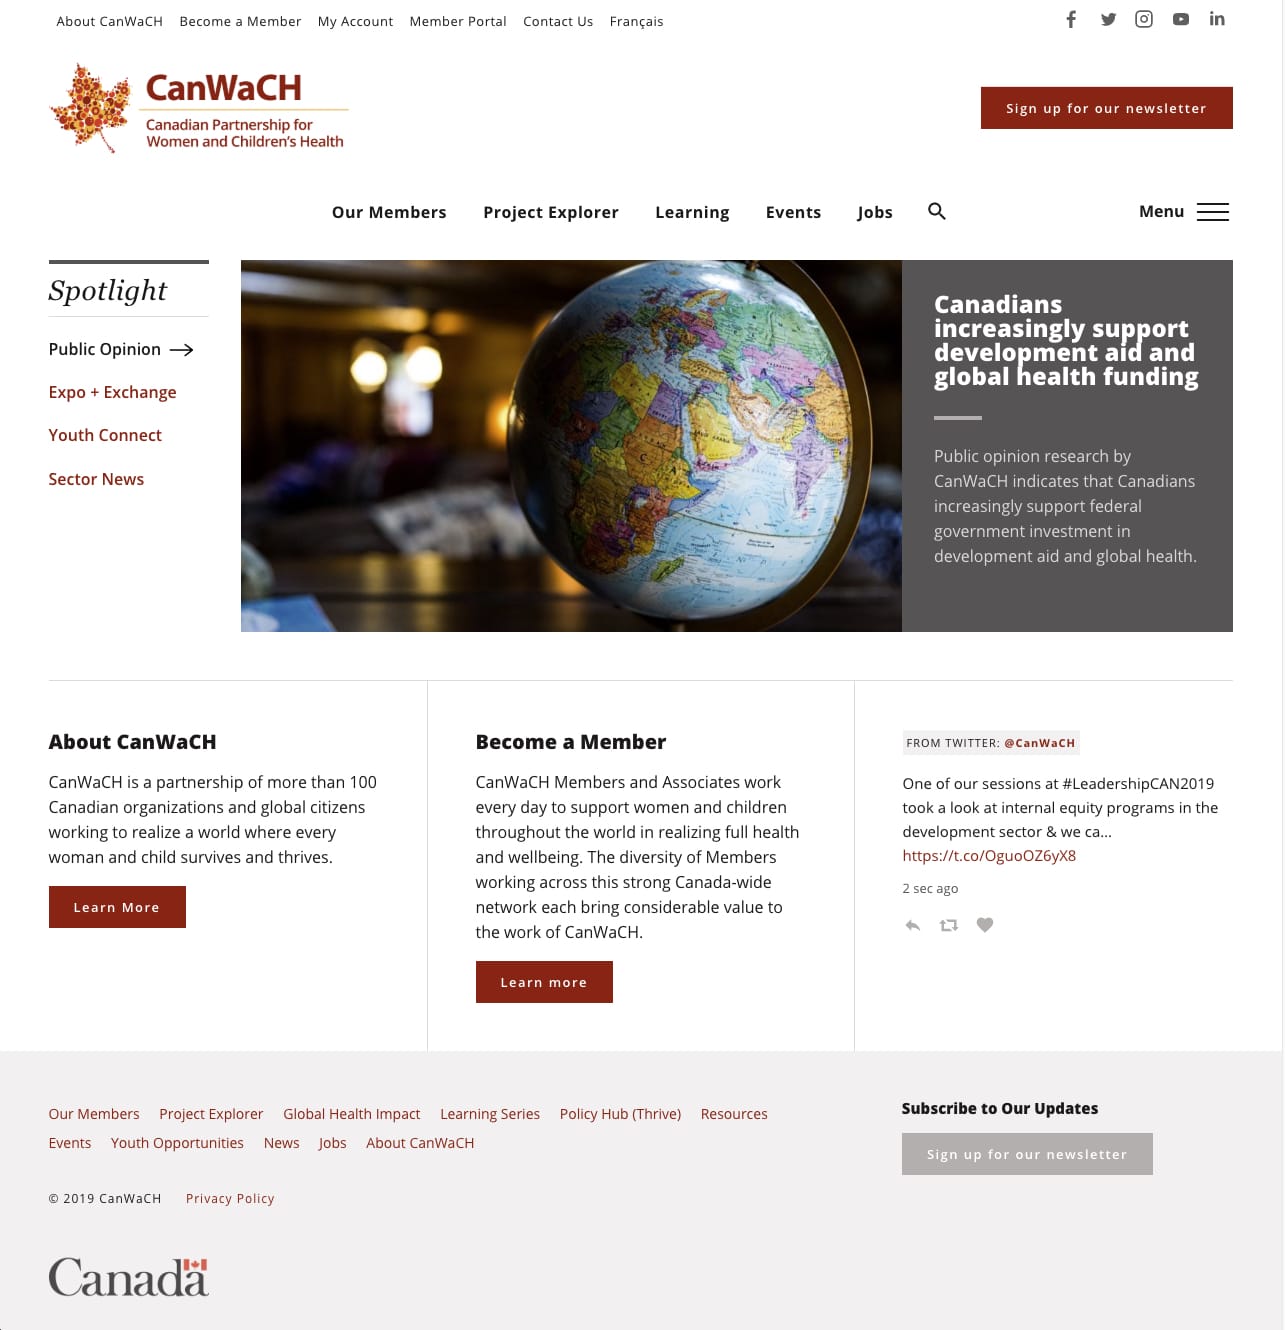 About CanWaCH Become a Member My Account Member Portal Contact Us Français
CanWaCH
Canadian Partnership for
Women and Children's Health
Sign up for our newsletter
Our Members Project Explorer Learning Events Jobs
Menu
Spotlight
Public Opinion
Expo + Exchange
Youth Connect
Sector News
Canadians
increasingly support
development aid and
global health funding
Public opinion research by
CanWaCH indicates that Canadians
increasingly support federal
government investment in
development aid and global health.
About CanWaCH
CanWaCH is a partnership of more than 100
Canadian organizations and global citizens
working to realize a world where every
woman and child survives and thrives.
Learn More
Become a Member
CanWaCH Members and Associates work
every day to support women and children
throughout the world in realizing full health
and wellbeing. The diversity of Members
working across this strong Canada-wide
network each bring considerable value to
the work of CanWaCH.
Learn more
FROM TWITTER: @CanWaCH
One of our sessions at #LeadershipCAN2019
took a look at internal equity programs in the
development sector & we ca...
https://t.co/OguoOZ6yX8
2 sec ago
Our Members Project Explorer Global Health Impact Learning Series Policy Hub (Thrive) Resources
Events Youth Opportunities News Jobs About CanWaCH
© 2019 CanWaCH Privacy Policy
Subscribe to Our Updates
Sign up for our newsletter
Canada